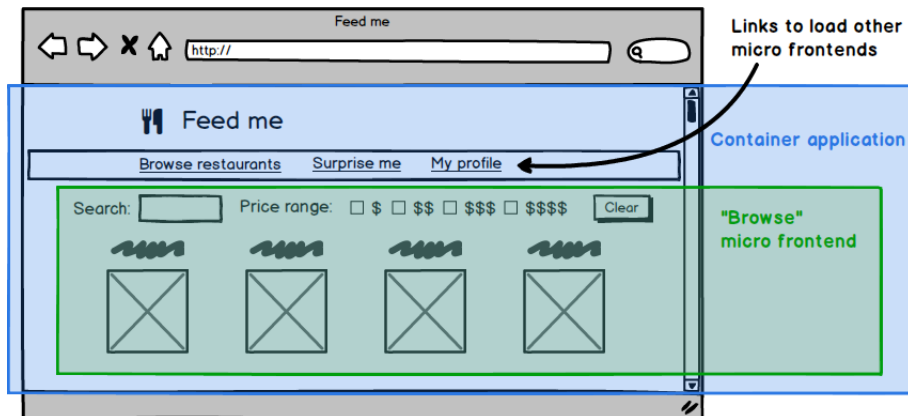 Feed me
http://
Links to load other
micro frontends
Feed me
Container application
Browse restaurants Surprise me My profile
Search: Price range: $ $$ $$$ $$$$ Clear
"Browse"
micro frontend